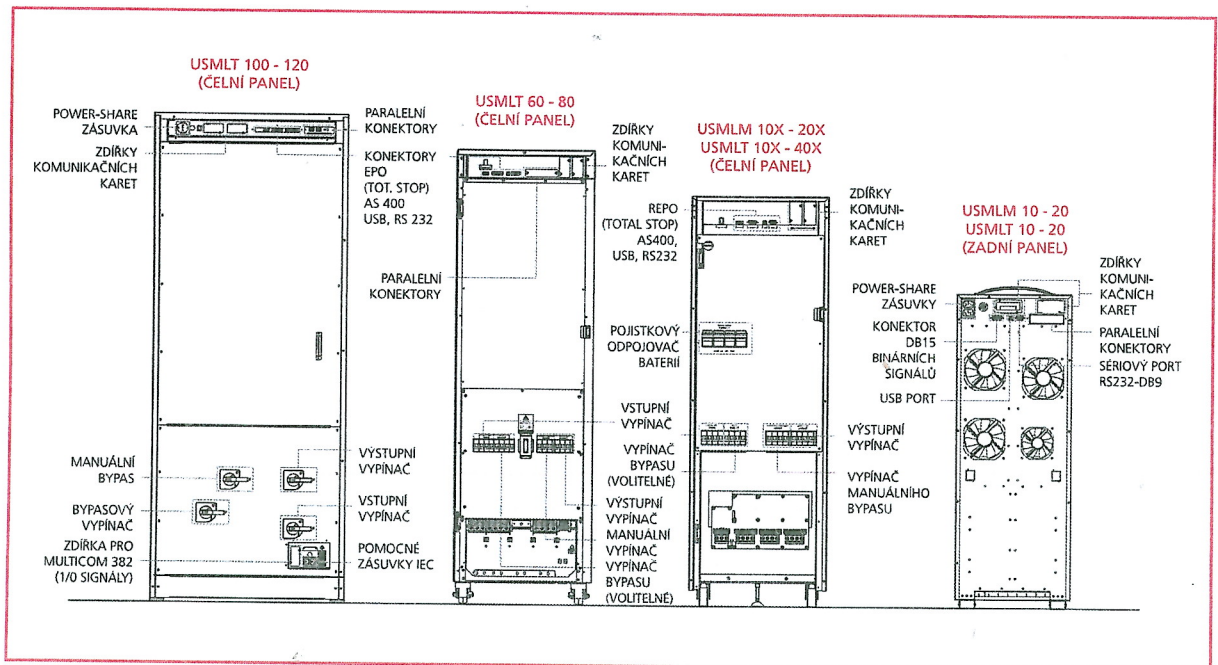 USMLT 100 - 120
(ČELNÍ PANEL)
POWER-SHARE
ZÁSUVKA
ZDÍŘKY
KOMUNIKAČNÍCH
KARET
PARALELNÍ
KONEKTORY
KONEKTORY
EPO
(TOT. STOP)
AS 400
USB, RS 232
MANUÁLNÍ
BYPAS
BYPASOVÝ
VYPÍNAČ
ZDÍŘKA PRO
MULTICOM 382
(1/0 SIGNÁLY)
VÝSTUPNÍ
VYPÍNAČ
VSTUPNÍ
VYPÍNAČ
POMOCNÉ
ZÁSUVKY IEC
USMLT 60 - 80
(ČELNÍ PANEL)
ZDÍŘKY
KOMUNI-
KAČNÍCH
KARET
PARALELNÍ
KONEKTORY
VSTUPNÍ
VYPÍNAČ
VYPÍNAČ
BYPASU
(VOLITELNÉ)
VÝSTUPNÍ
VYPÍNAČ
MANUÁLNÍ
VYPÍNAČ
VYPÍNAČ
BYPASU
(VOLITELNÉ)
USMLM 10X - 20X
USMLT 10X - 40X
(ČELNÍ PANEL)
REPO
(TOTAL STOP)
AS400,
USB, RS232
ZDÍŘKY
KOMUNI-
KAČNÍCH
KARET
POJISTKOVÝ
ODPOJOVAČ
BATERIÍ
VÝSTUPNÍ
VYPÍNAČ
VYPÍNAČ
MANUÁLNÍHO
BYPASU
USMLM 10 - 20
USMLT 10 - 20
(ZADNÍ PANEL)
POWER-SHARE
ZÁSUVKY
KONEKTOR
DB15
BINÁRNÍCH
SIGNÁLŮ
USB PORT
ZDÍŘKY
KOMUNI-
KAČNÍCH
KARET
PARALELNÍ
KONEKTORY
SÉRIOVÝ PORT
RS232-DB9